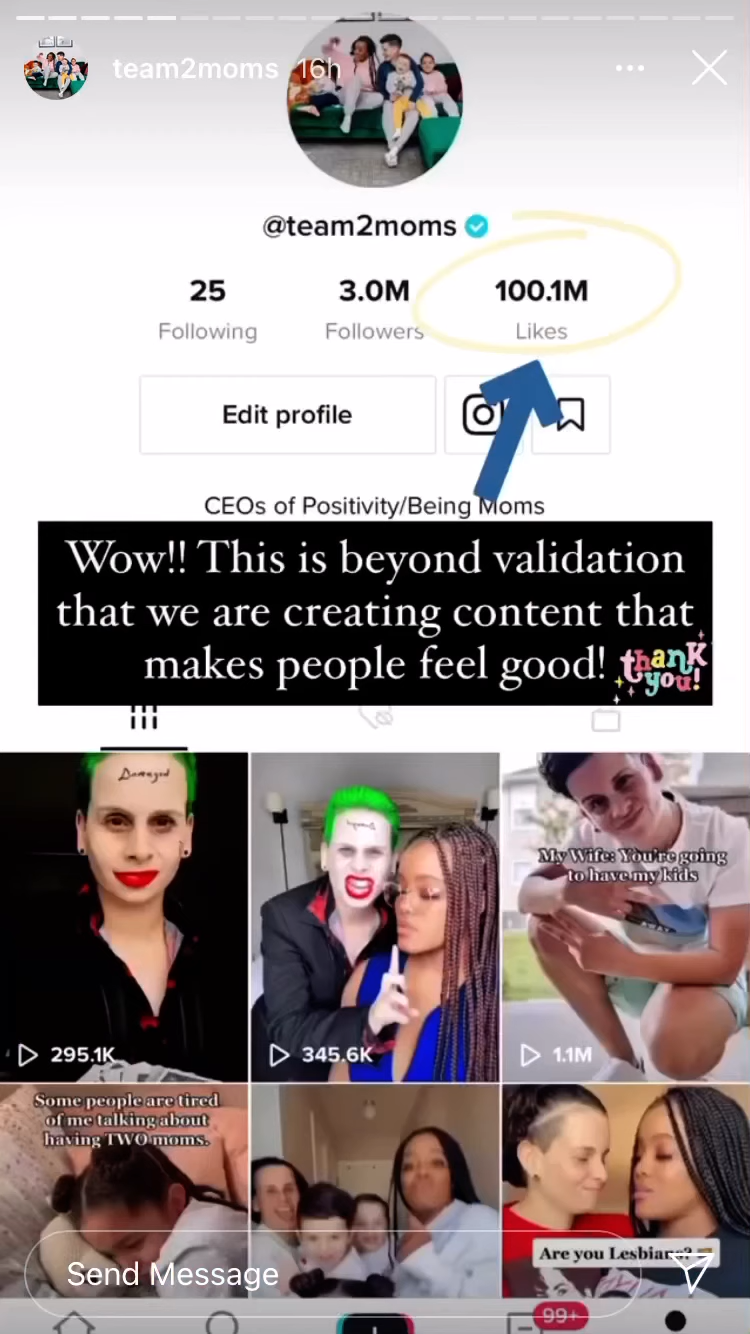 team2moms 16h
@team2moms
25
Following
3.0M
Followers
100.1M
Likes
Edit profile
CEOs of Positivity/Being Moms
Wow!! This is beyond validation
that we are creating content that
makes people feel good!
thank
you!
Damaged
295.1K
345.6K
My Wife: You're going
to have my kids
1.1M
Some people are tired
of me talking about
having TWO moms.
Are you Lesbians?
Send Message
99+